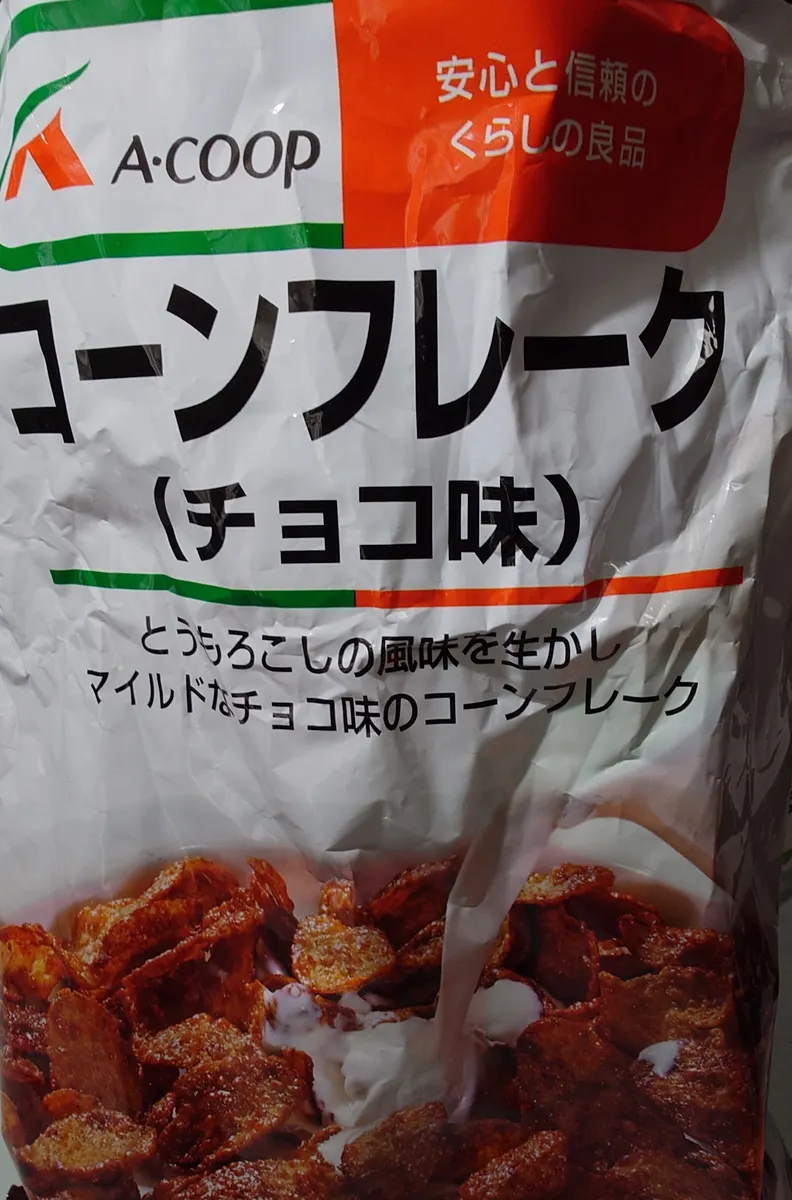 A·COOP
安心と信頼の
くらしの良品
コーンフレーク
(チョコ味)
とうもろこしの風味を生かし
マイルドなチョコ味のコーンフレーク